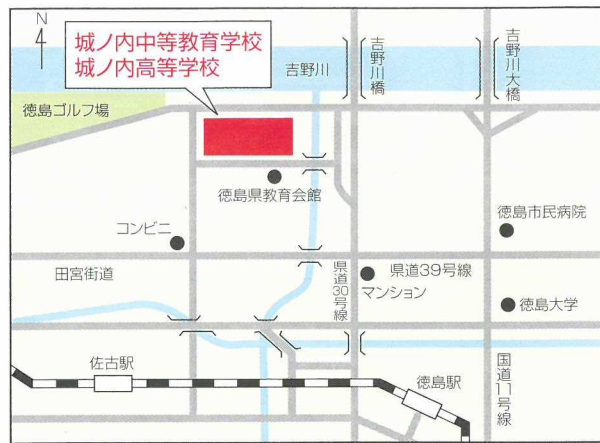 N
4
城ノ内中等教育学校
城ノ内高等学校
吉野川
吉野川橋
吉野川大橋
徳島ゴルフ場
徳島県教育会館
コンビニ
徳島市民病院
田宮街道
県道30号線
県道39号線
マンション
徳島大学
佐古駅
徳島駅
国道11号線